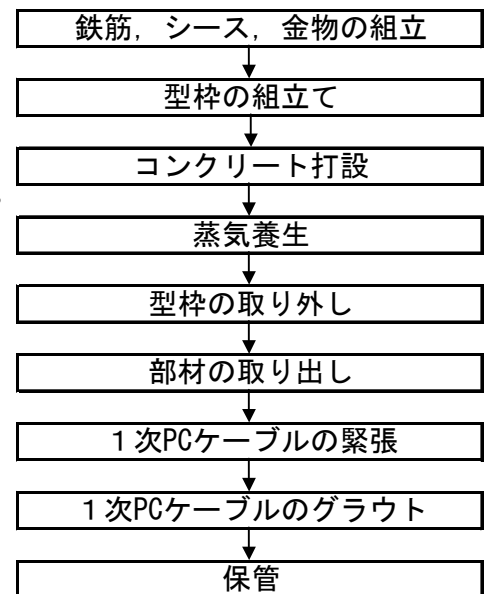 鉄筋，シース，金物の組立
型枠の組立て
コンクリート打設
蒸気養生
型枠の取り外し
部材の取り出し
１次PCケーブルの緊張
１次PCケーブルのグラウト
保管